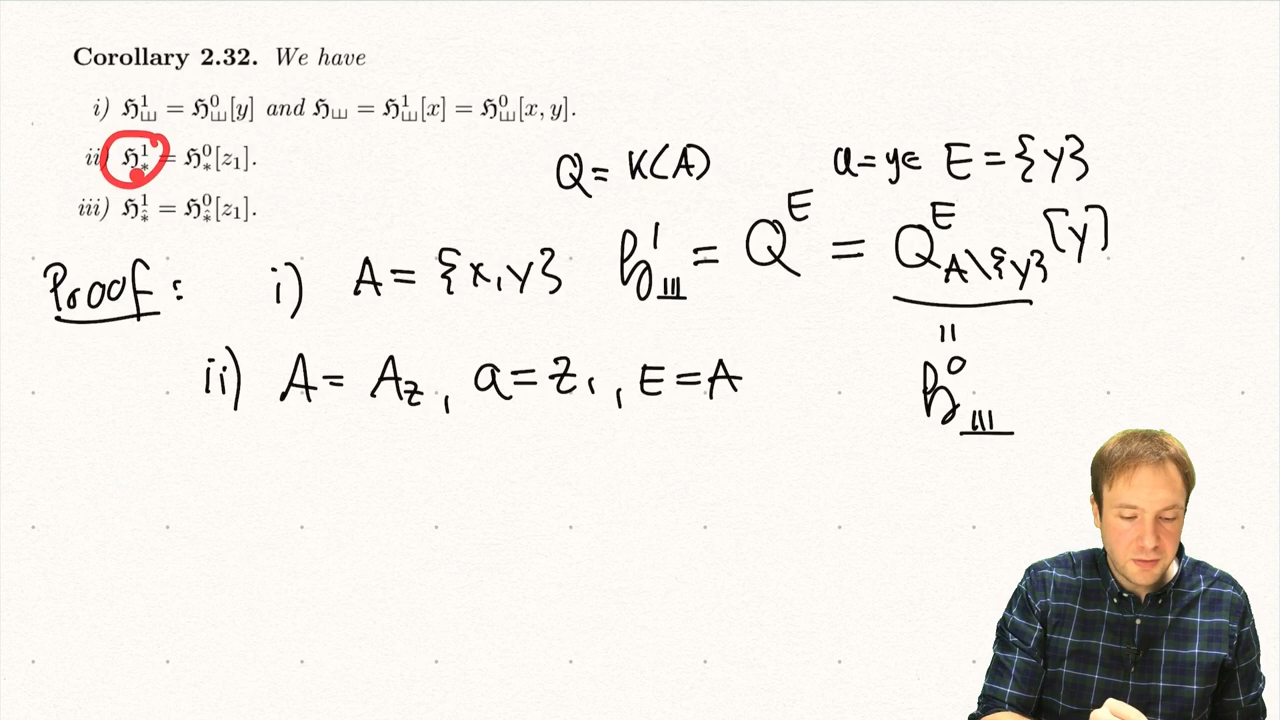 Corollary 2.32. We have
i) ℌ¹_ш = ℌ⁰_ш[y] and ℌ_ш = ℌ¹_ш[x] = ℌ⁰_ш[x, y].
ii) ℌ¹_* = ℌ⁰_*[z₁].
iii) ℌ¹_*̂ = ℌ⁰_*̂[z₁].
Q = K⟨A⟩ a = y ∈ E = {y}
Proof: i) A = {x, y} ℌ¹_ш = Q^E = Q^E_{A\{y}}[y]
=
ℌ⁰_ш
ii) A = A_z, a = z₁, E = A